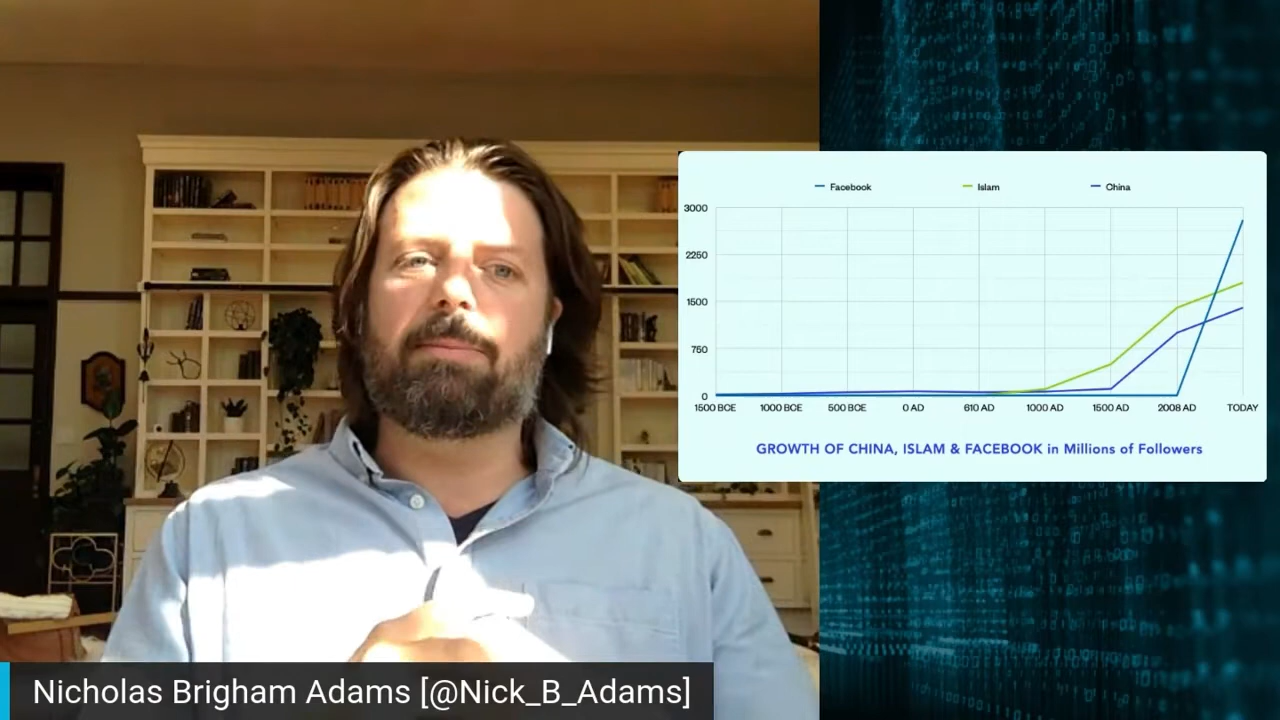 Facebook Islam China
3000
2250
1500
750
0
1500 BCE 1000 BCE 500 BCE 0 AD 610 AD 1000 AD 1500 AD 2008 AD TODAY
GROWTH OF CHINA, ISLAM & FACEBOOK in Millions of Followers
Nicholas Brigham Adams [@Nick_B_Adams]